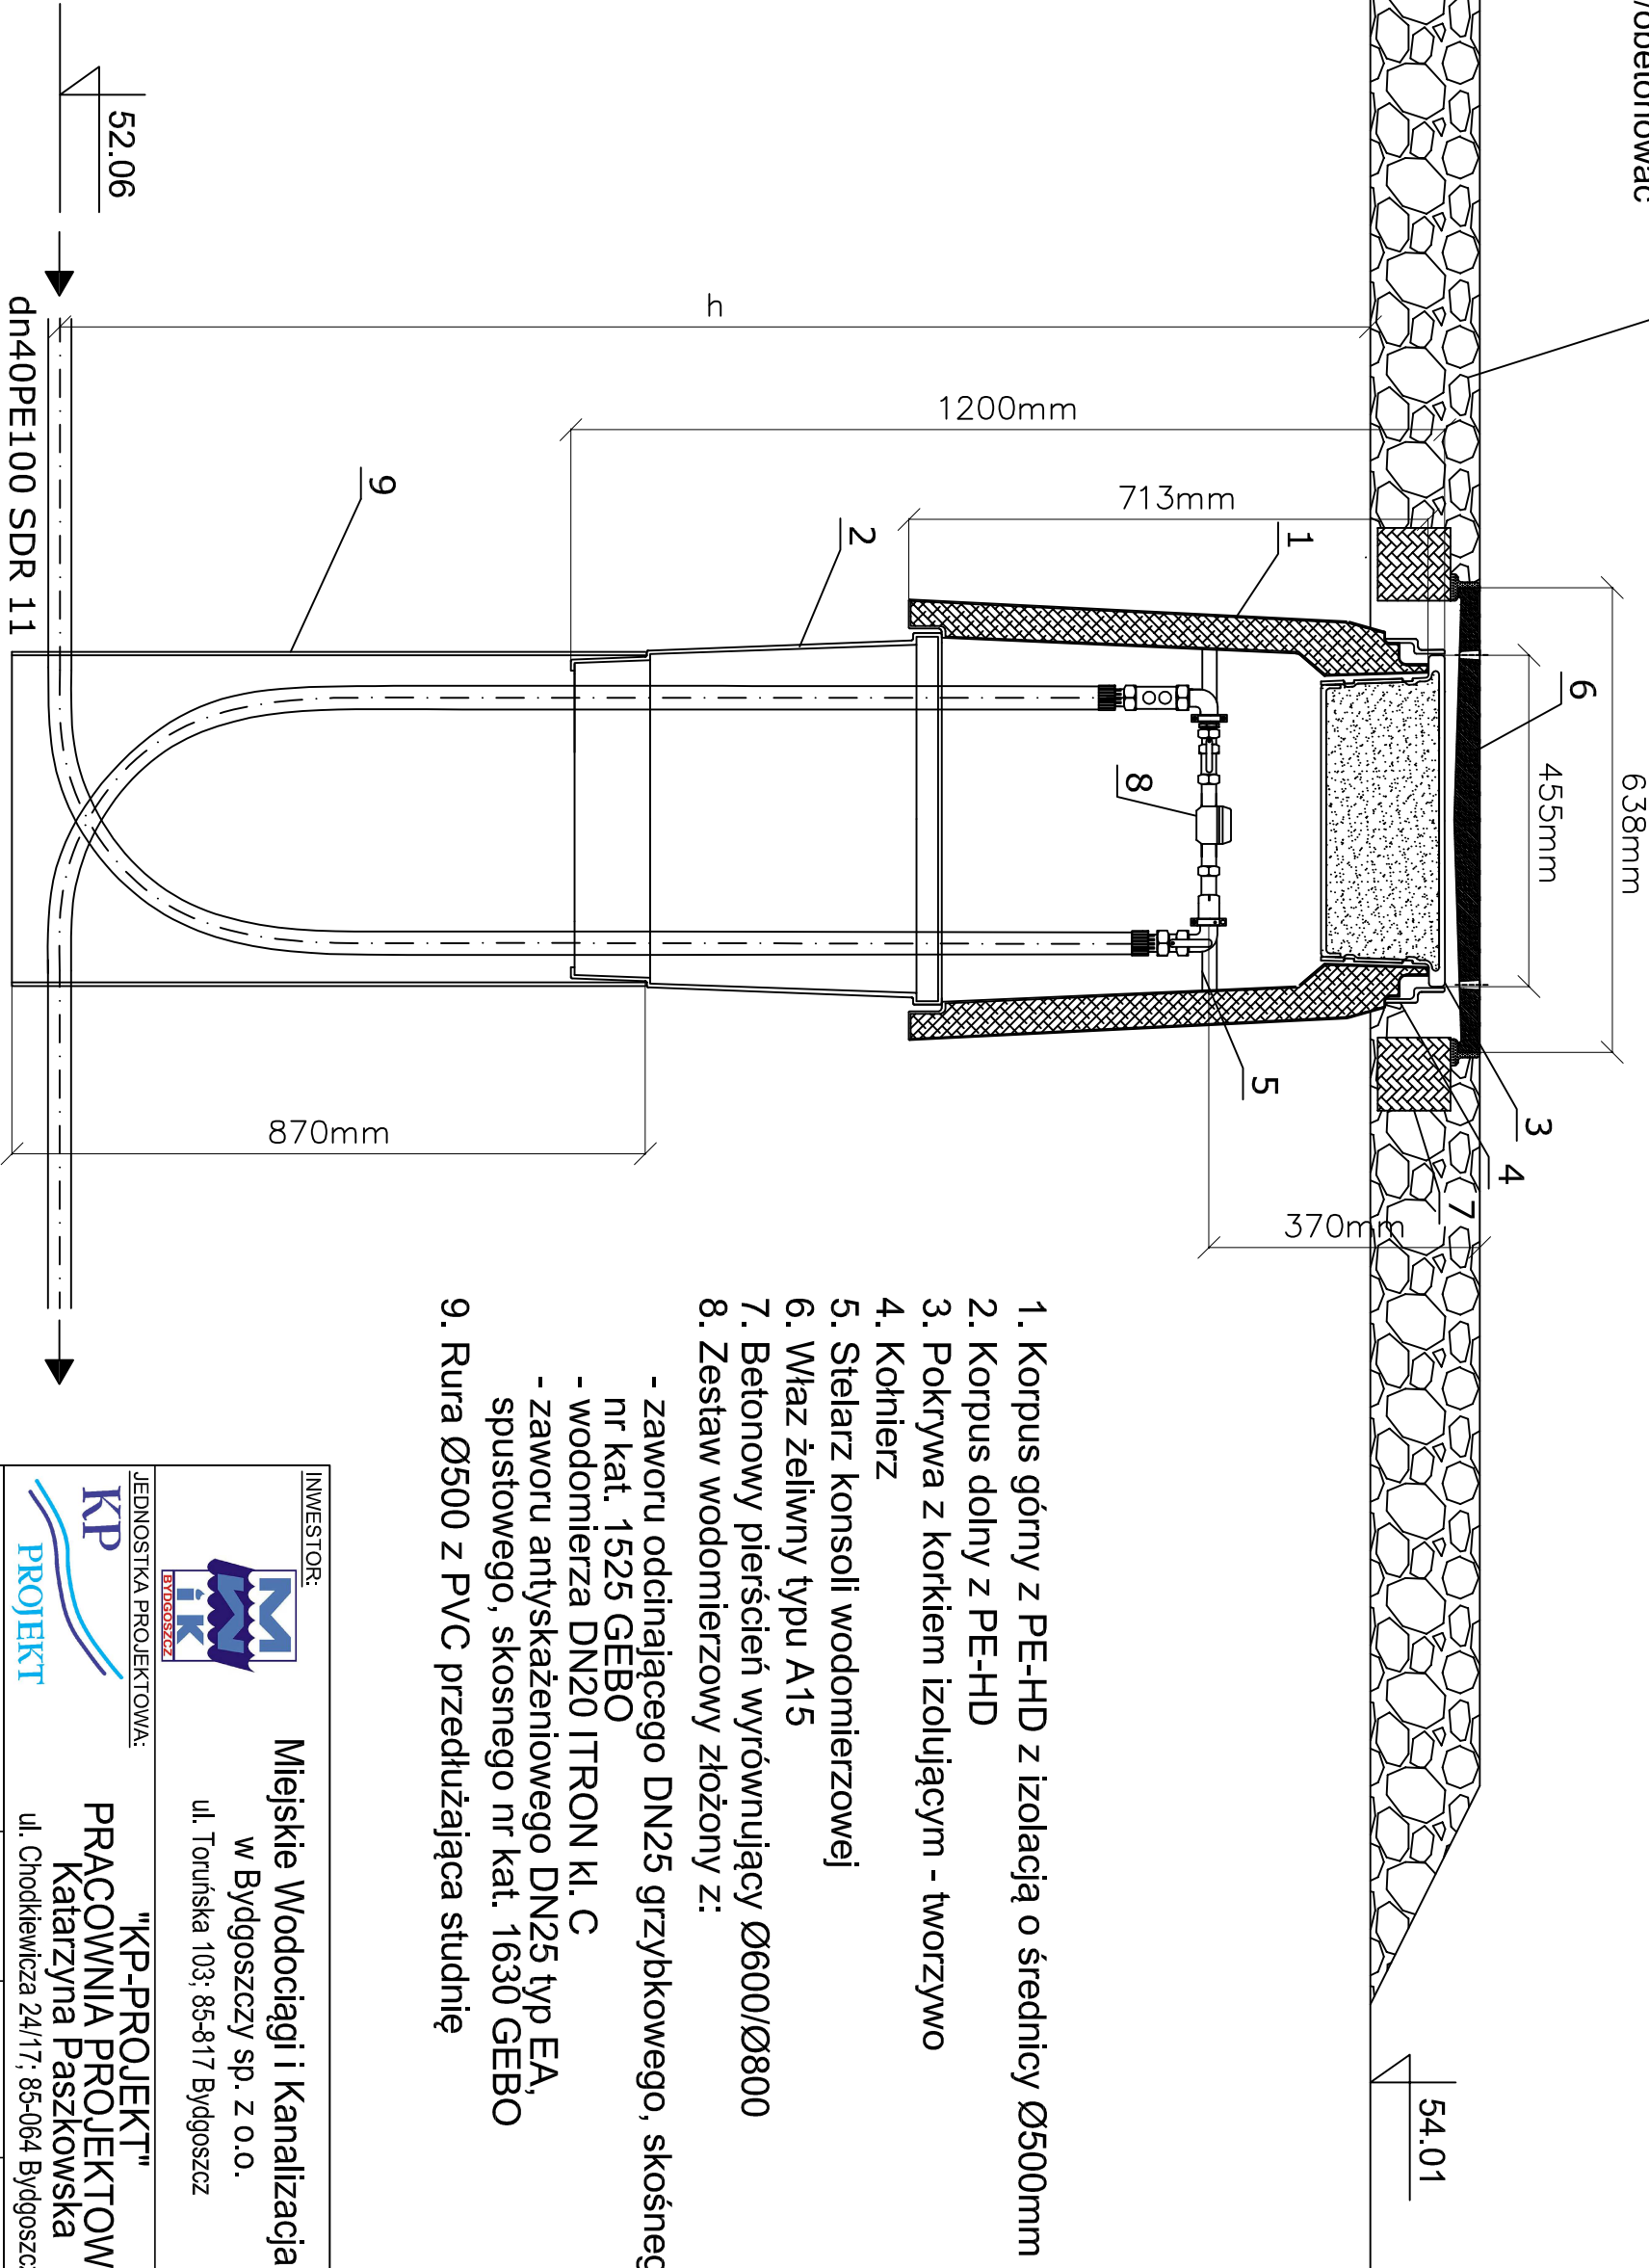 obetonować
638mm
455mm
6
3
4
7
370mm
54.01
1
713mm
1200mm
h
8
5
2
9
870mm
52.06
dn40PE100 SDR 11
1. Korpus górny z PE-HD z izolacją o średnicy Ø500mm
2. Korpus dolny z PE-HD
3. Pokrywa z korkiem izolującym - tworzywo
4. Kołnierz
5. Stelarz konsoli wodomierzowej
6. Właz żeliwny typu A15
7. Betonowy pierścień wyrównujący Ø600/Ø800
8. Zestaw wodomierzowy złożony z:
- zaworu odcinającego DN25 grzybkowego, skośneg
nr kat. 1525 GEBO
- wodomierza DN20 ITRON kl. C
- zaworu antyskażeniowego DN25 typ EA,
spustowego, skosnego nr kat. 1630 GEBO
9. Rura Ø500 z PVC przedłużająca studnię
INWESTOR:
M
W
iK
BYDGOSZCZ
Miejskie Wodociągi i Kanalizacja
w Bydgoszczy sp. z o.o.
ul. Toruńska 103; 85-817 Bydgoszcz
JEDNOSTKA PROJEKTOWA:
KP
PROJEKT
"KP-PROJEKT"
PRACOWNIA PROJEKTOW
Katarzyna Paszkowska
ul. Chodkiewicza 24/17; 85-064 Bydgoszcz